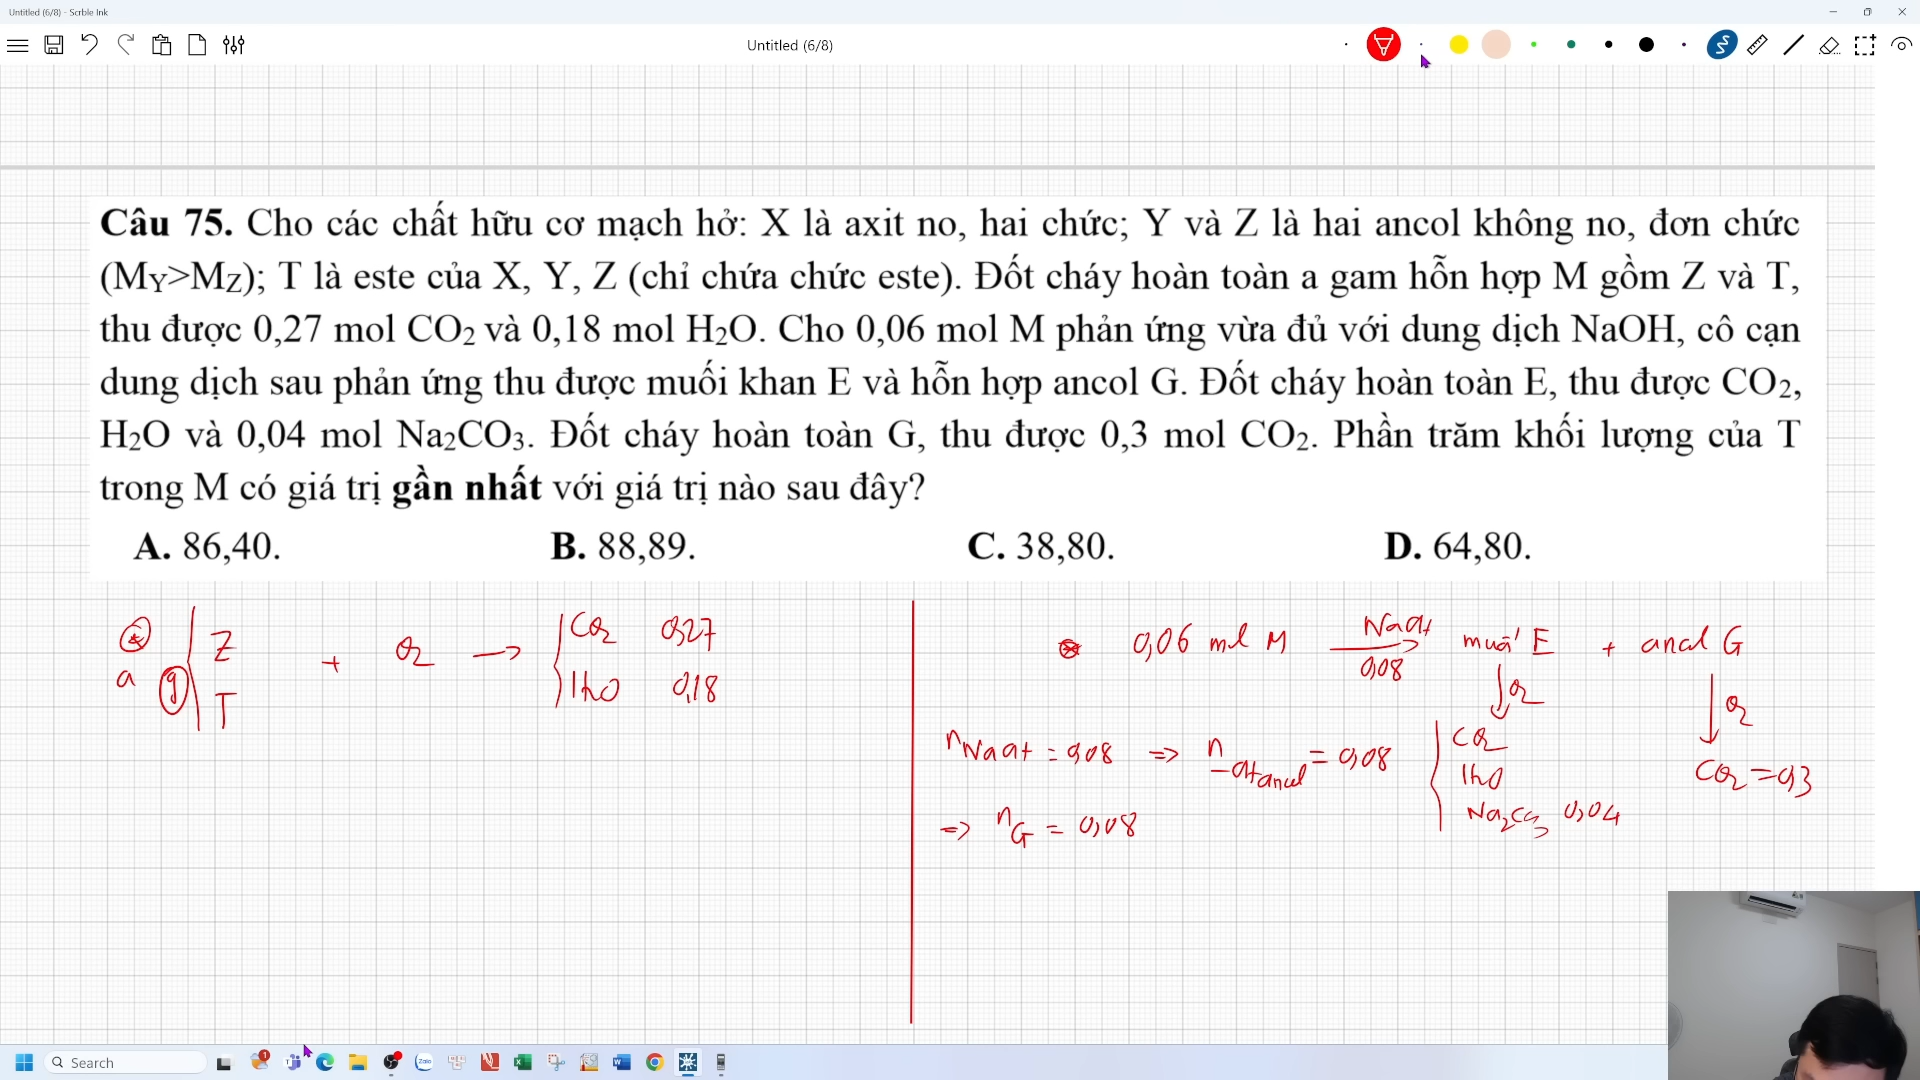 Untitled (6/8) - Scrble Ink
Untitled (6/8)
Câu 75. Cho các chất hữu cơ mạch hở: X là axit no, hai chức; Y và Z là hai ancol không no, đơn chức
(MY>MZ); T là este của X, Y, Z (chỉ chứa chức este). Đốt cháy hoàn toàn a gam hỗn hợp M gồm Z và T,
thu được 0,27 mol CO2 và 0,18 mol H2O. Cho 0,06 mol M phản ứng vừa đủ với dung dịch NaOH, cô cạn
dung dịch sau phản ứng thu được muối khan E và hỗn hợp ancol G. Đốt cháy hoàn toàn E, thu được CO2,
H2O và 0,04 mol Na2CO3. Đốt cháy hoàn toàn G, thu được 0,3 mol CO2. Phần trăm khối lượng của T
trong M có giá trị gần nhất với giá trị nào sau đây?
A. 86,40. B. 88,89. C. 38,80. D. 64,80.
a g Z T + O2 → CO2 0,27
H2O 0,18
0,06 mol M NaOH 0,08 muối E + ancol G
O2 O2
nNaOH = 0,08 => n-OH ancol = 0,08
CO2
H2O
Na2CO3 0,04
CO2 = 0,3
=> nG = 0,08
Search